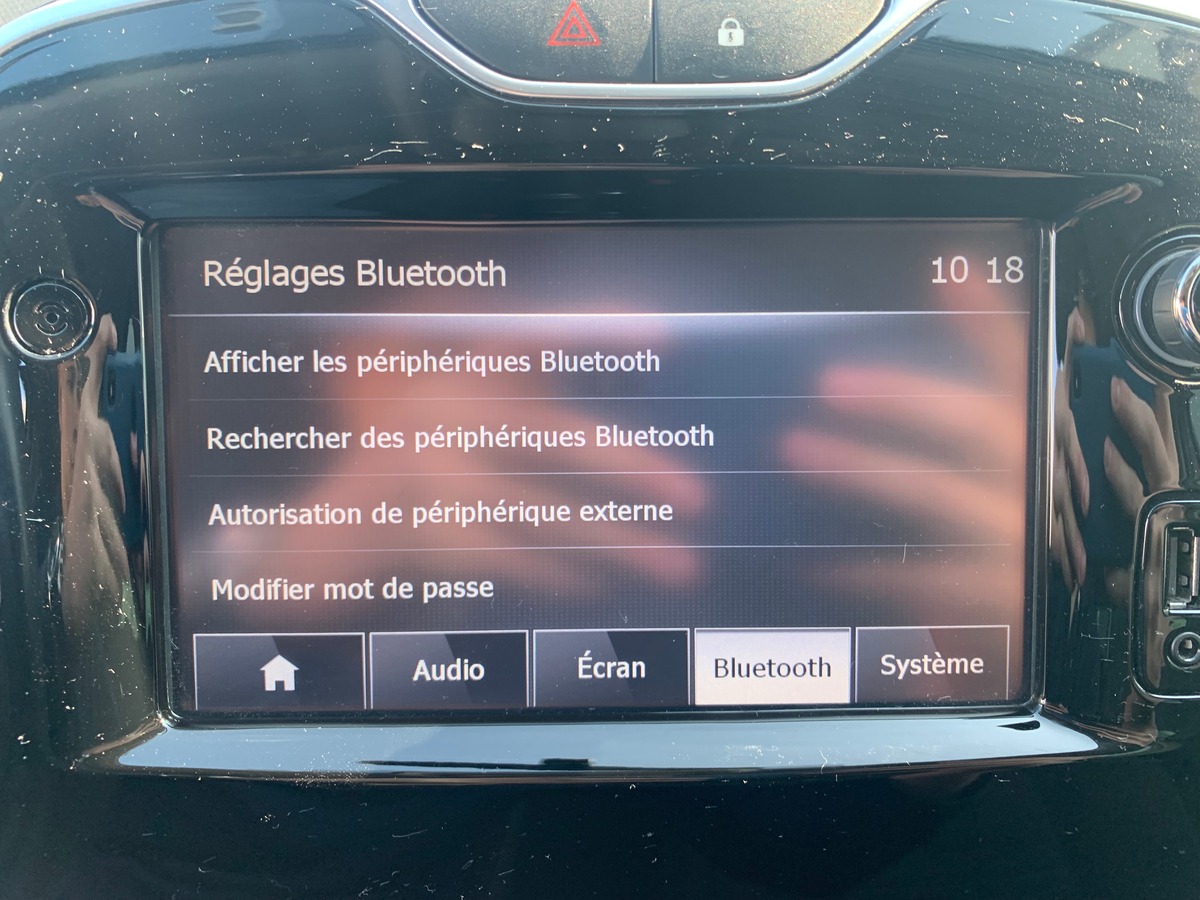 Réglages Bluetooth
10 18
Afficher les périphériques Bluetooth
Rechercher des périphériques Bluetooth
Autorisation de périphérique externe
Modifier mot de passe
Audio
Écran
Bluetooth
Système